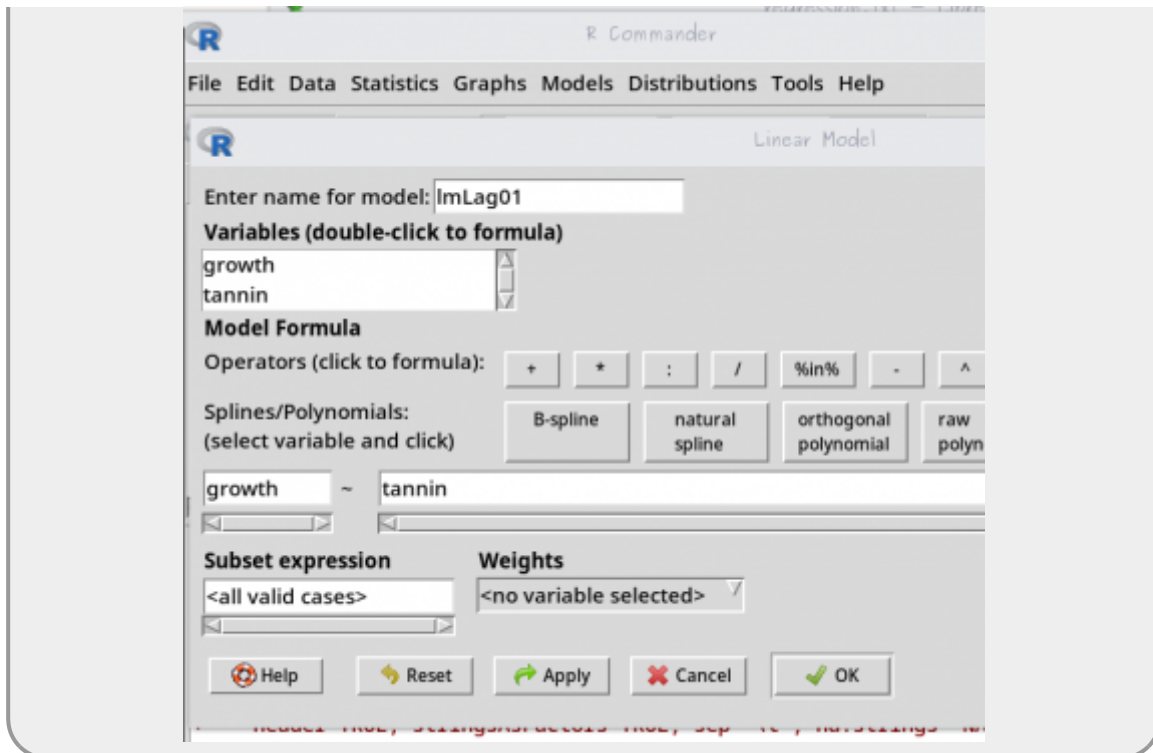 R Commander
File Edit Data Statistics Graphs Models Distributions Tools Help
Linear Model
Enter name for model: lmLag01
Variables (double-click to formula)
growth
tannin
Model Formula
Operators (click to formula): + * : / %in% - ^
Splines/Polynomials:
(select variable and click)
B-spline natural spline orthogonal polynomial raw polyn
growth ~ tannin
Subset expression Weights
<all valid cases> <no variable selected>
Help Reset Apply Cancel OK